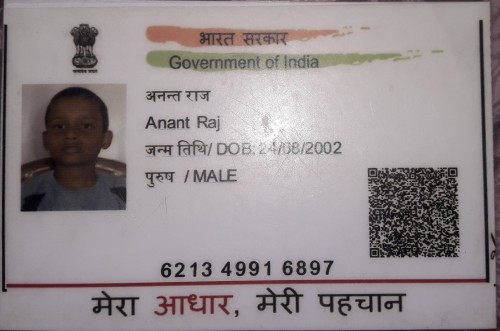 भारत सरकार
Government of India
अनन्त राज
Anant Raj
जन्म तिथि/ DOB: 24/08/2002
पुरुष / MALE
6213 4991 6897
मेरा आधार, मेरी पहचान